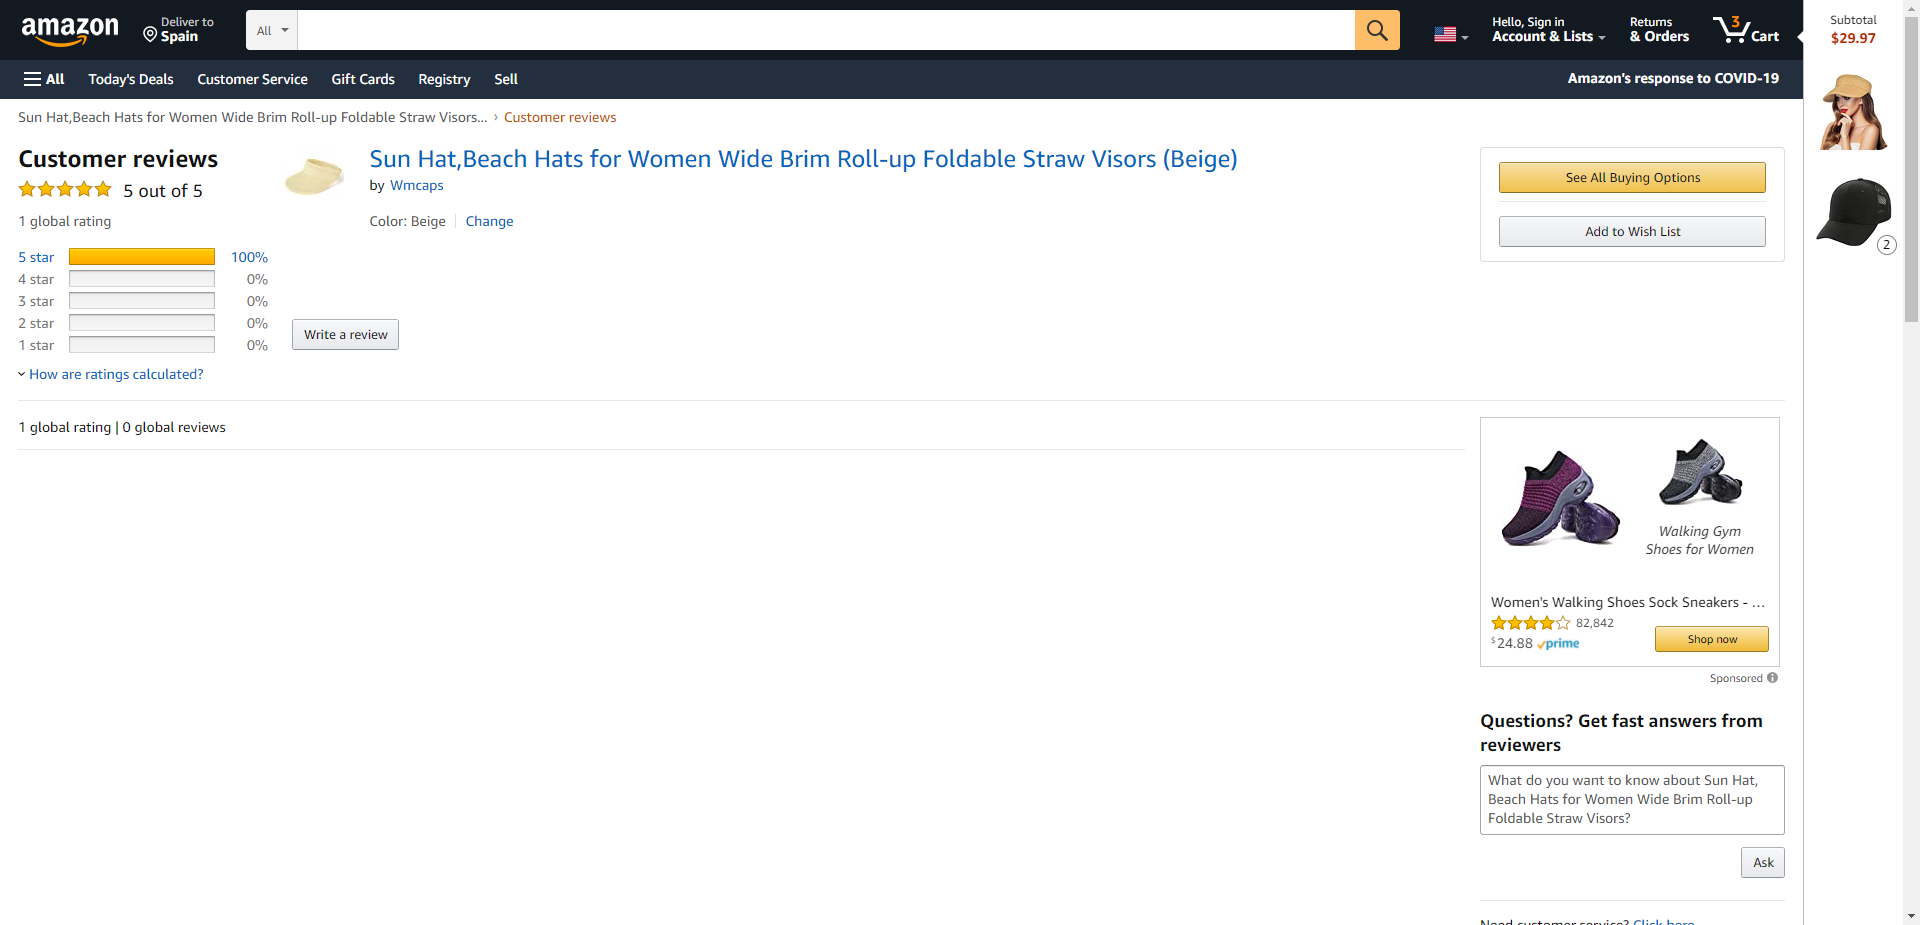 amazon
Deliver to
Spain
All
Hello, Sign in
Account & Lists
Returns
& Orders
3
Cart
Subtotal
$29.97
All
Today's Deals
Customer Service
Gift Cards
Registry
Sell
Amazon's response to COVID-19
Sun Hat,Beach Hats for Women Wide Brim Roll-up Foldable Straw Visors... › Customer reviews
Customer reviews
5 out of 5
1 global rating
5 star 100%
4 star 0%
3 star 0%
2 star 0%
1 star 0%
How are ratings calculated?
Sun Hat,Beach Hats for Women Wide Brim Roll-up Foldable Straw Visors (Beige)
by Wmcaps
Color: Beige | Change
Write a review
See All Buying Options
Add to Wish List
2
1 global rating | 0 global reviews
Walking Gym
Shoes for Women
Women's Walking Shoes Sock Sneakers - ...
82,842
$24.88 prime
Shop now
Sponsored
Questions? Get fast answers from
reviewers
What do you want to know about Sun Hat,
Beach Hats for Women Wide Brim Roll-up
Foldable Straw Visors?
Ask
Need customer service? Click here